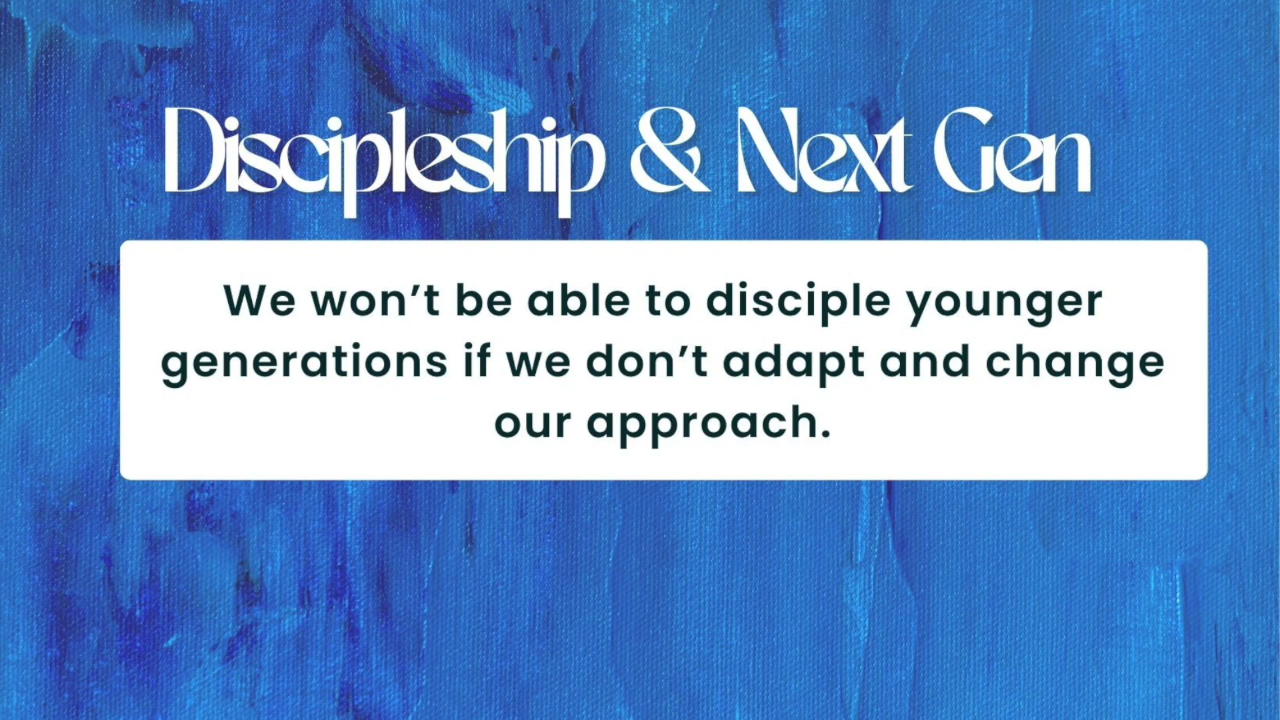 Discipleship & Next Gen
We won’t be able to disciple younger
generations if we don’t adapt and change
our approach.